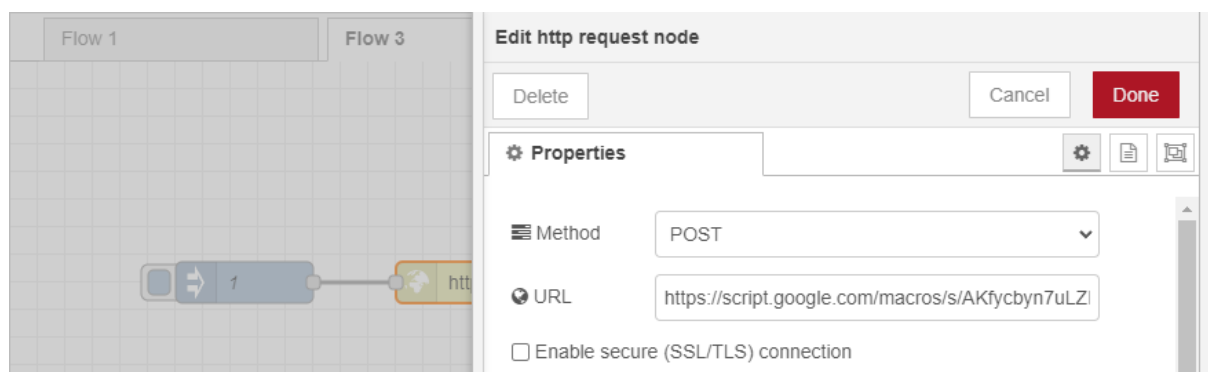 Flow 1
Flow 3
Edit http request node
Delete
Cancel
Done
Properties
Method
POST
1
htt
URL
https://script.google.com/macros/s/AKfycbyn7uLZ
Enable secure (SSL/TLS) connection